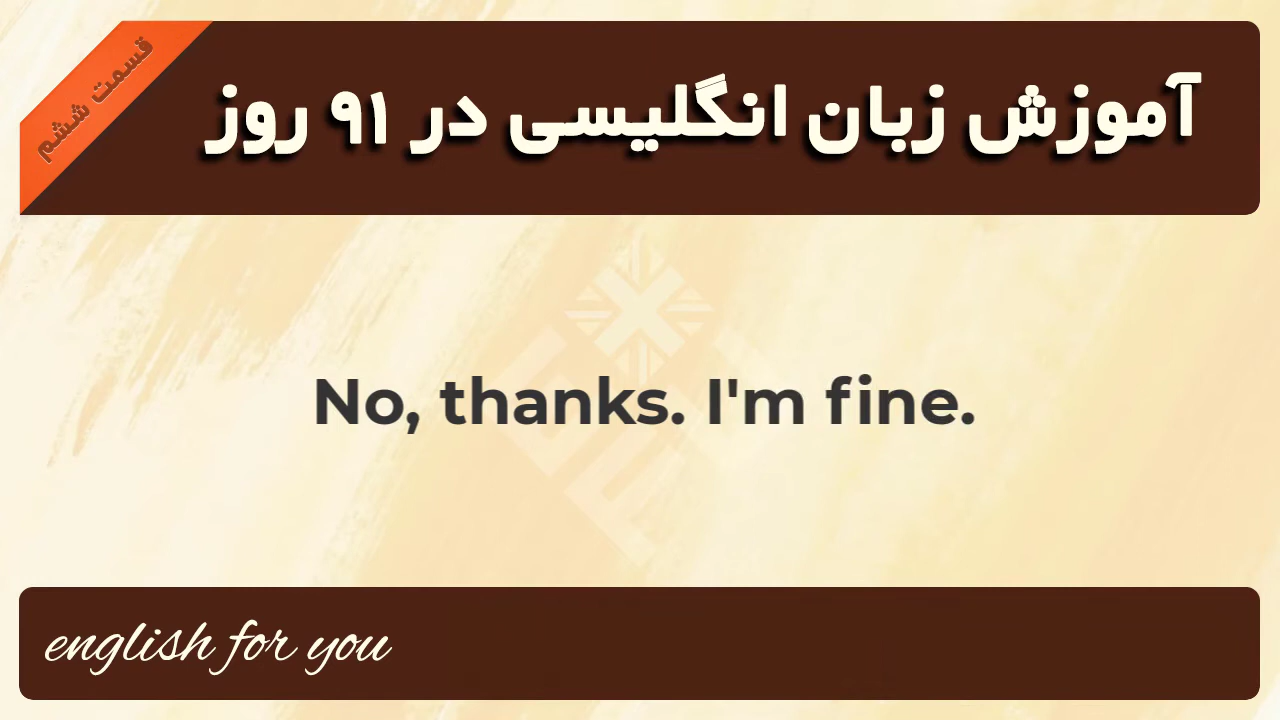 قسمت ششم
آموزش زبان انگلیسی در ۹۱ روز
No, thanks. I'm fine.
english for you